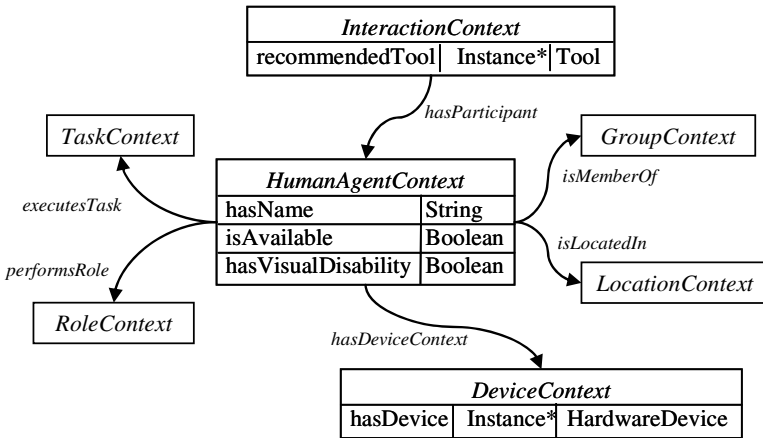 InteractionContext
recommendedTool Instance* Tool
hasParticipant
TaskContext
GroupContext
HumanAgentContext
isMemberOf
executesTask
hasName String
isAvailable Boolean
isLocatedIn
hasVisualDisability Boolean
performsRole
LocationContext
RoleContext
hasDeviceContext
DeviceContext
hasDevice Instance* HardwareDevice